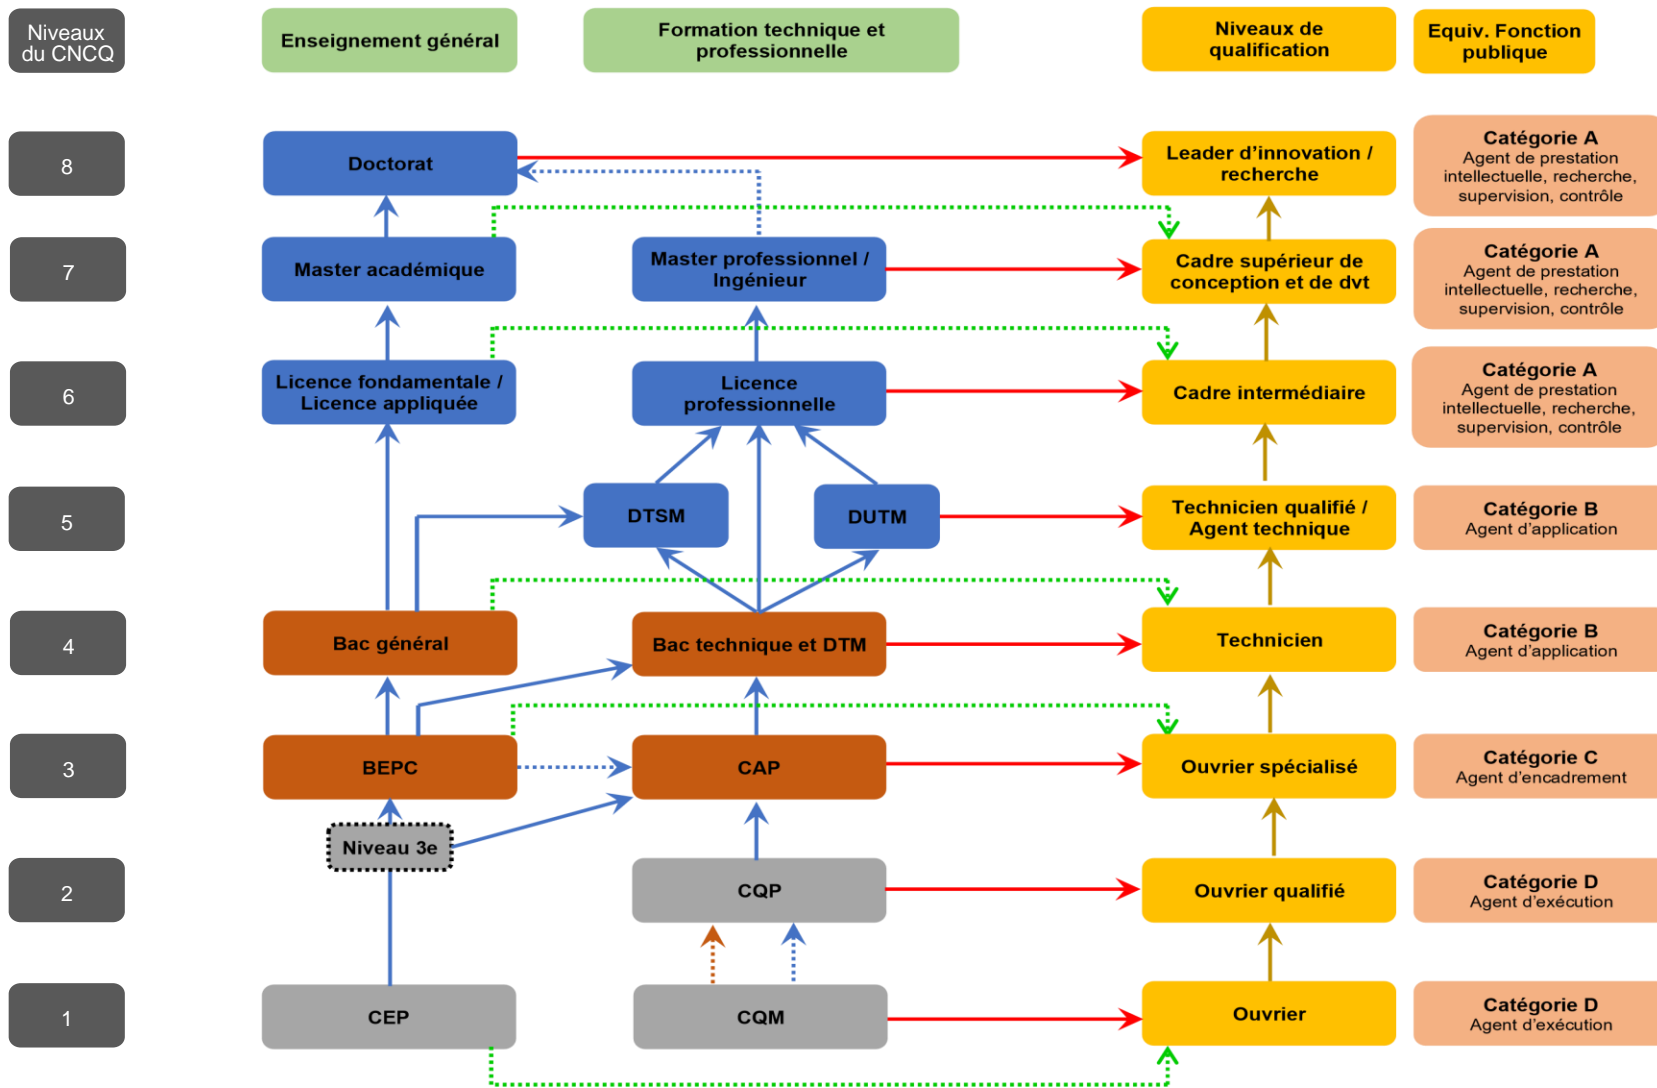 Niveaux
du CNCQ
Enseignement général
Formation technique et
professionnelle
Niveaux de
qualification
Equiv. Fonction
publique
8
Doctorat
Leader d'innovation /
recherche
Catégorie A
Agent de prestation
intellectuelle, recherche,
supervision, contrôle
7
Master académique
Master professionnel /
Ingénieur
Cadre supérieur de
conception et de dvt
Catégorie A
Agent de prestation
intellectuelle, recherche,
supervision, contrôle
6
Licence fondamentale /
Licence appliquée
Licence
professionnelle
Cadre intermédiaire
Catégorie A
Agent de prestation
intellectuelle, recherche,
supervision, contrôle
5
DTSM
DUTM
Technicien qualifié /
Agent technique
Catégorie B
Agent d'application
4
Bac général
Bac technique et DTM
Technicien
Catégorie B
Agent d'application
3
BEPC
CAP
Ouvrier spécialisé
Catégorie C
Agent d'encadrement
Niveau 3e
2
CQP
Ouvrier qualifié
Catégorie D
Agent d'exécution
1
CEP
CQM
Ouvrier
Catégorie D
Agent d'exécution